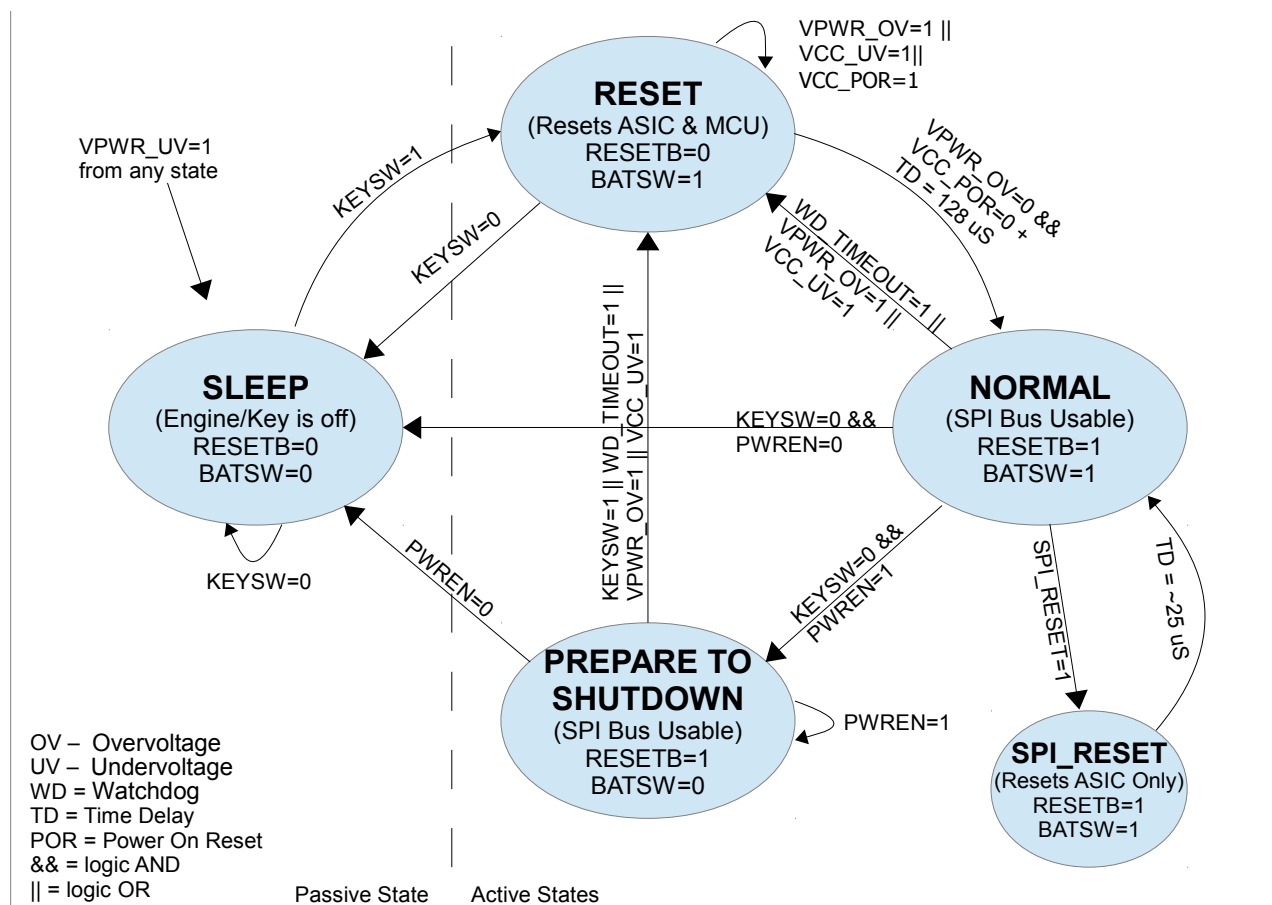 VPWR_OV=1 ||
VCC_UV=1||
VCC_POR=1
RESET
(Resets ASIC & MCU)
RESETB=0
BATSW=1
VPWR_UV=1
from any state
KEYSW=1
KEYSW=0
VPWR_OV=0 &&
VCC_POR=0 +
TD = 128 uS
WD_TIMEOUT=1 ||
VPWR_OV=1 ||
VCC_UV=1
KEYSW=1 || WD_TIMEOUT=1 ||
VPWR_OV=1 || VCC_UV=1
SLEEP
(Engine/Key is off)
RESETB=0
BATSW=0
KEYSW=0 &&
PWREN=0
NORMAL
(SPI Bus Usable)
RESETB=1
BATSW=1
KEYSW=0
PWREN=0
KEYSW=0 &&
PWREN=1
SPI_RESET=1
TD = ~25 uS
PREPARE TO
SHUTDOWN
(SPI Bus Usable)
RESETB=1
BATSW=0
PWREN=1
SPI_RESET
(Resets ASIC Only)
RESETB=1
BATSW=1
OV – Overvoltage
UV – Undervoltage
WD = Watchdog
TD = Time Delay
POR = Power On Reset
&& = logic AND
|| = logic OR
Passive State
Active States